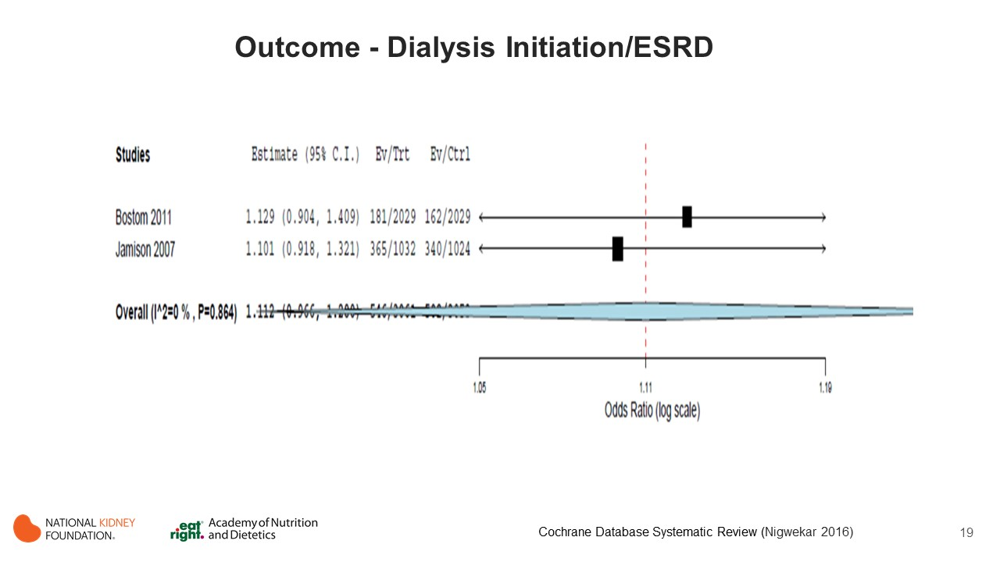 Outcome - Dialysis Initiation/ESRD
Studies Estimate (95% C.I.) Ev/Trt Ev/Ctrl
Bostom 2011 1.129 (0.904, 1.409) 181/2029 162/2029
Jamison 2007 1.101 (0.918, 1.321) 365/1032 340/1024
Overall (I^2=0 % , P=0.864) 1.112
1.05 1.11 1.19
Odds Ratio (log scale)
NATIONAL KIDNEY
FOUNDATION®
eat
right.
Academy of Nutrition
and Dietetics
Cochrane Database Systematic Review (Nigwekar 2016)
19